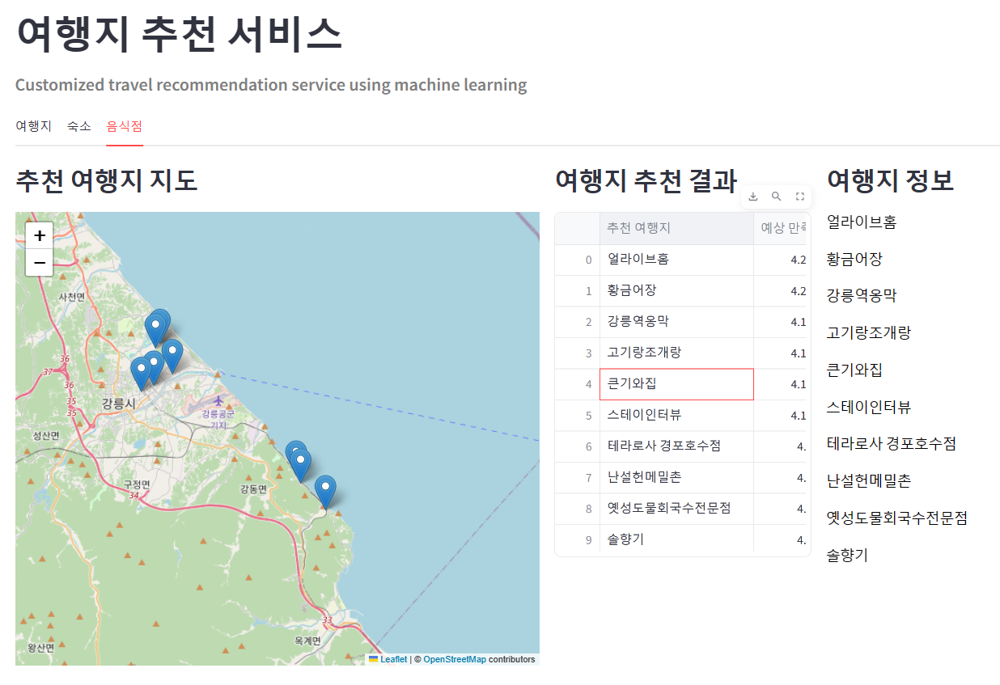 여행지 추천 서비스
Customized travel recommendation service using machine learning
여행지 숙소 음식점
추천 여행지 지도
+
−
사천면
36
37
36
35
35
강릉시
강릉공군
기지
성산면
구정면
34
강동면
33
옥계면
왕산면
Leaflet | © OpenStreetMap contributors
여행지 추천 결과
추천 여행지 예상 만족
0 얼라이브홈 4.2
1 황금어장 4.2
2 강릉역옹막 4.1
3 고기랑조개랑 4.1
4 큰기와집 4.1
5 스테이인터뷰 4.1
6 테라로사 경포호수점 4.
7 난설헌메밀촌 4.
8 옛성도물회국수전문점 4.
9 솔향기 4.
여행지 정보
얼라이브홈
황금어장
강릉역옹막
고기랑조개랑
큰기와집
스테이인터뷰
테라로사 경포호수점
난설헌메밀촌
옛성도물회국수전문점
솔향기